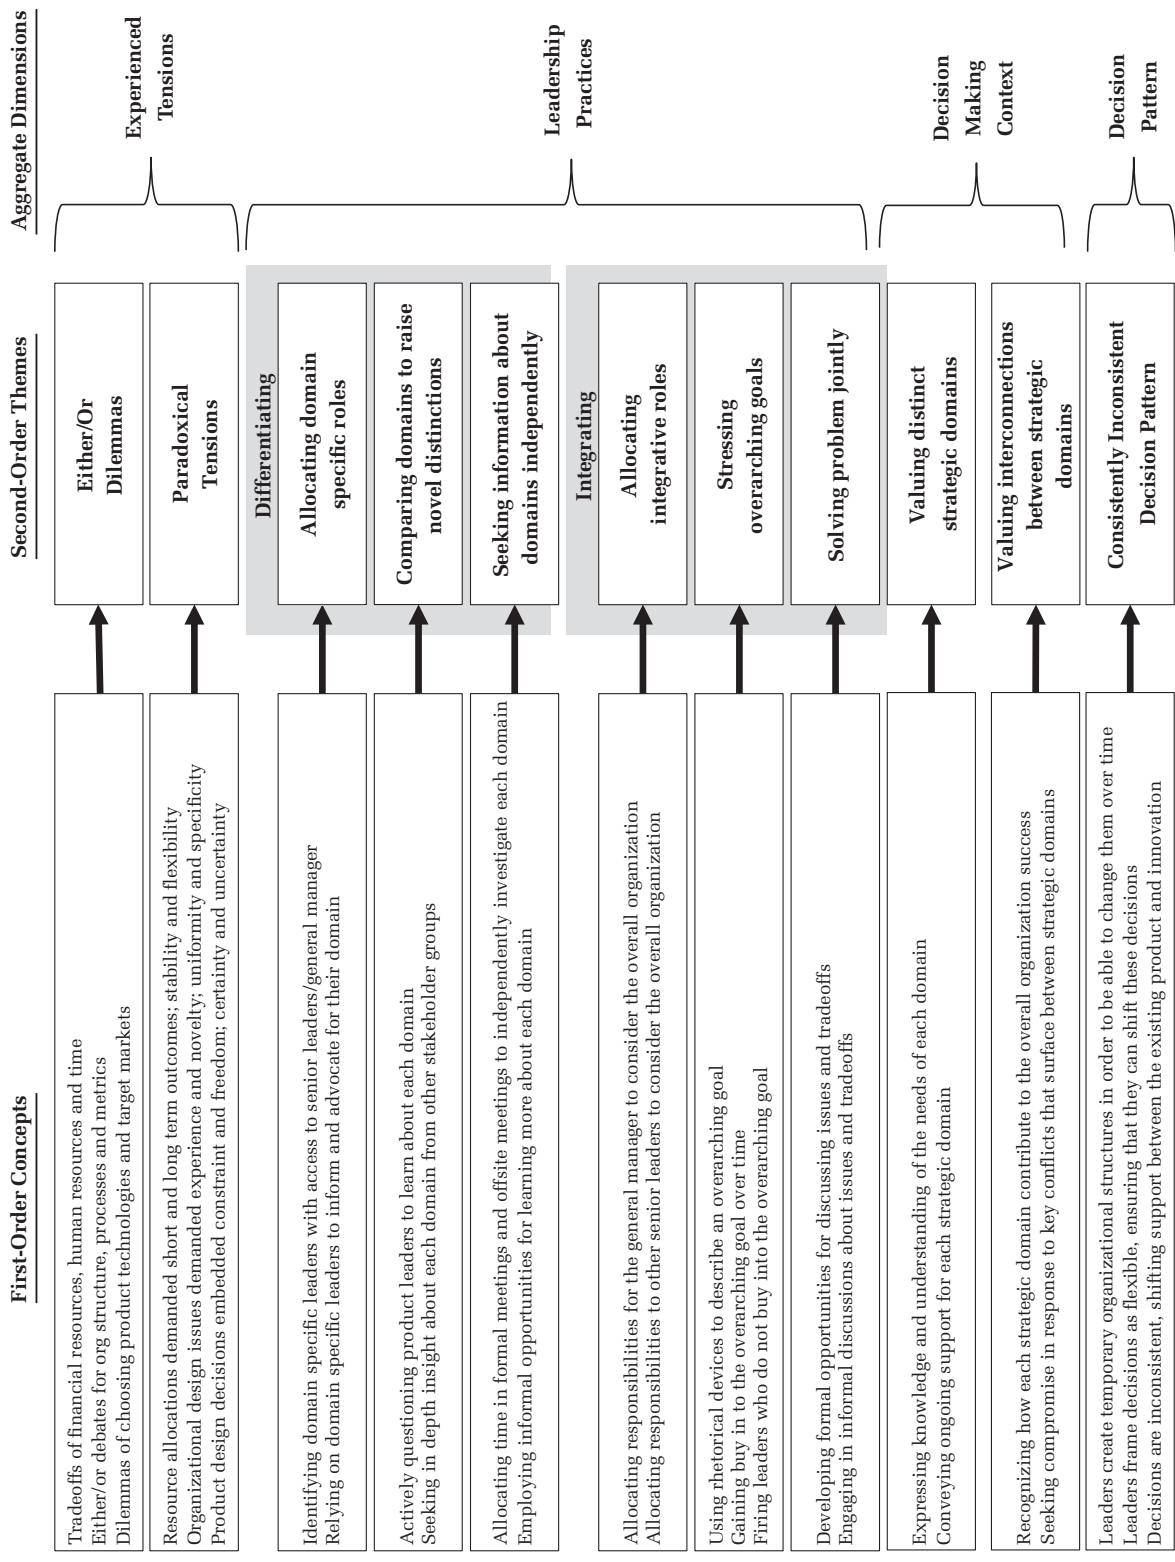 First-Order Concepts
Second-Order Themes
Aggregate Dimensions
Tradeoffs of financial resources, human resources and time
Either/or debates for org structure, processes and metrics
Dilemmas of choosing product technologies and target markets
Either/Or
Dilemmas
Resource allocations demanded short and long term outcomes; stability and flexibility
Organizational design issues demanded experience and novelty; uniformity and specificity
Product design decisions embedded constraint and freedom; certainty and uncertainty
Paradoxical
Tensions
Experienced
Tensions
Differentiating
Identifying domain specific leaders with access to senior leaders/general manager
Relying on domain specific leaders to inform and advocate for their domain
Allocating domain
specific roles
Actively questioning product leaders to learn about each domain
Seeking in depth insight about each domain from other stakeholder groups
Comparing domains to raise
novel distinctions
Allocating time in formal meetings and offsite meetings to independently investigate each domain
Employing informal opportunities for learning more about each domain
Seeking information about
domains independently
Integrating
Allocating responsibilities for the general manager to consider the overall organization
Allocating responsibilities to other senior leaders to consider the overall organization
Allocating
integrative roles
Using rhetorical devices to describe an overarching goal
Gaining buy in to the overarching goal over time
Firing leaders who do not buy into the overarching goal
Stressing
overarching goals
Developing formal opportunities for discussing issues and tradeoffs
Engaging in informal discussions about issues and tradeoffs
Solving problem jointly
Leadership
Practices
Expressing knowledge and understanding of the needs of each domain
Conveying ongoing support for each strategic domain
Valuing distinct
strategic domains
Recognizing how each strategic domain contribute to the overall organization success
Seeking compromise in response to key conflicts that surface between strategic domains
Valuing interconnections
between strategic
domains
Decision
Making
Context
Leaders create temporary organizational structures in order to be able to change them over time
Leaders frame decisions as flexible, ensuring that they can shift these decisions
Decisions are inconsistent, shifting support between the existing product and innovation
Consistently Inconsistent
Decision Pattern
Decision
Pattern